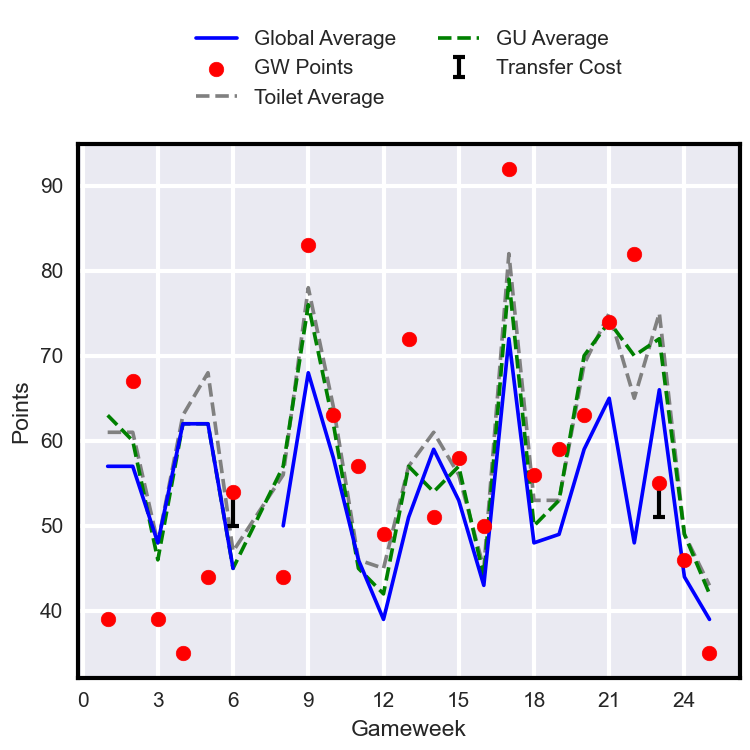 Global Average
GW Points
Toilet Average
GU Average
Transfer Cost
90
80
70
60
50
40
Points
0 3 6 9 12 15 18 21 24
Gameweek